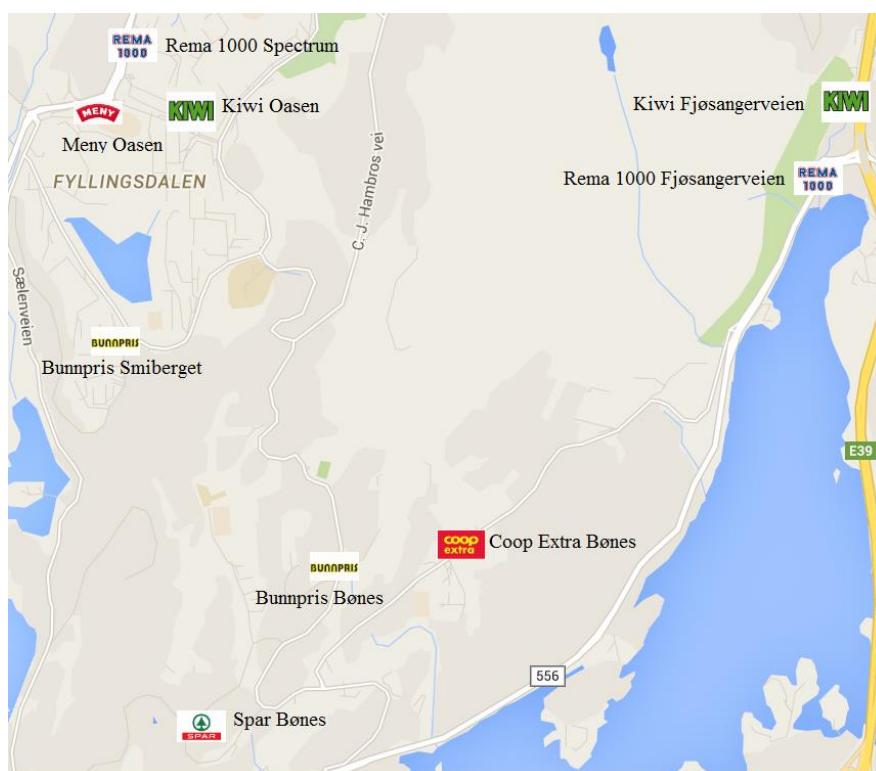 REMA
1000
Rema 1000 Spectrum
MENY
KIWI
Kiwi Oasen
Meny Oasen
Kiwi Fjøsangerveien
KIWI
FYLLINGSDALEN
Rema 1000 Fjøsangerveien
REMA
1000
C. J. Hambros vei
Sælenveien
BUNNPRIS
Bunnpris Smiberget
E39
coop
extra
Coop Extra Bønes
BUNNPRIS
Bunnpris Bønes
556
SPAR
Spar Bønes